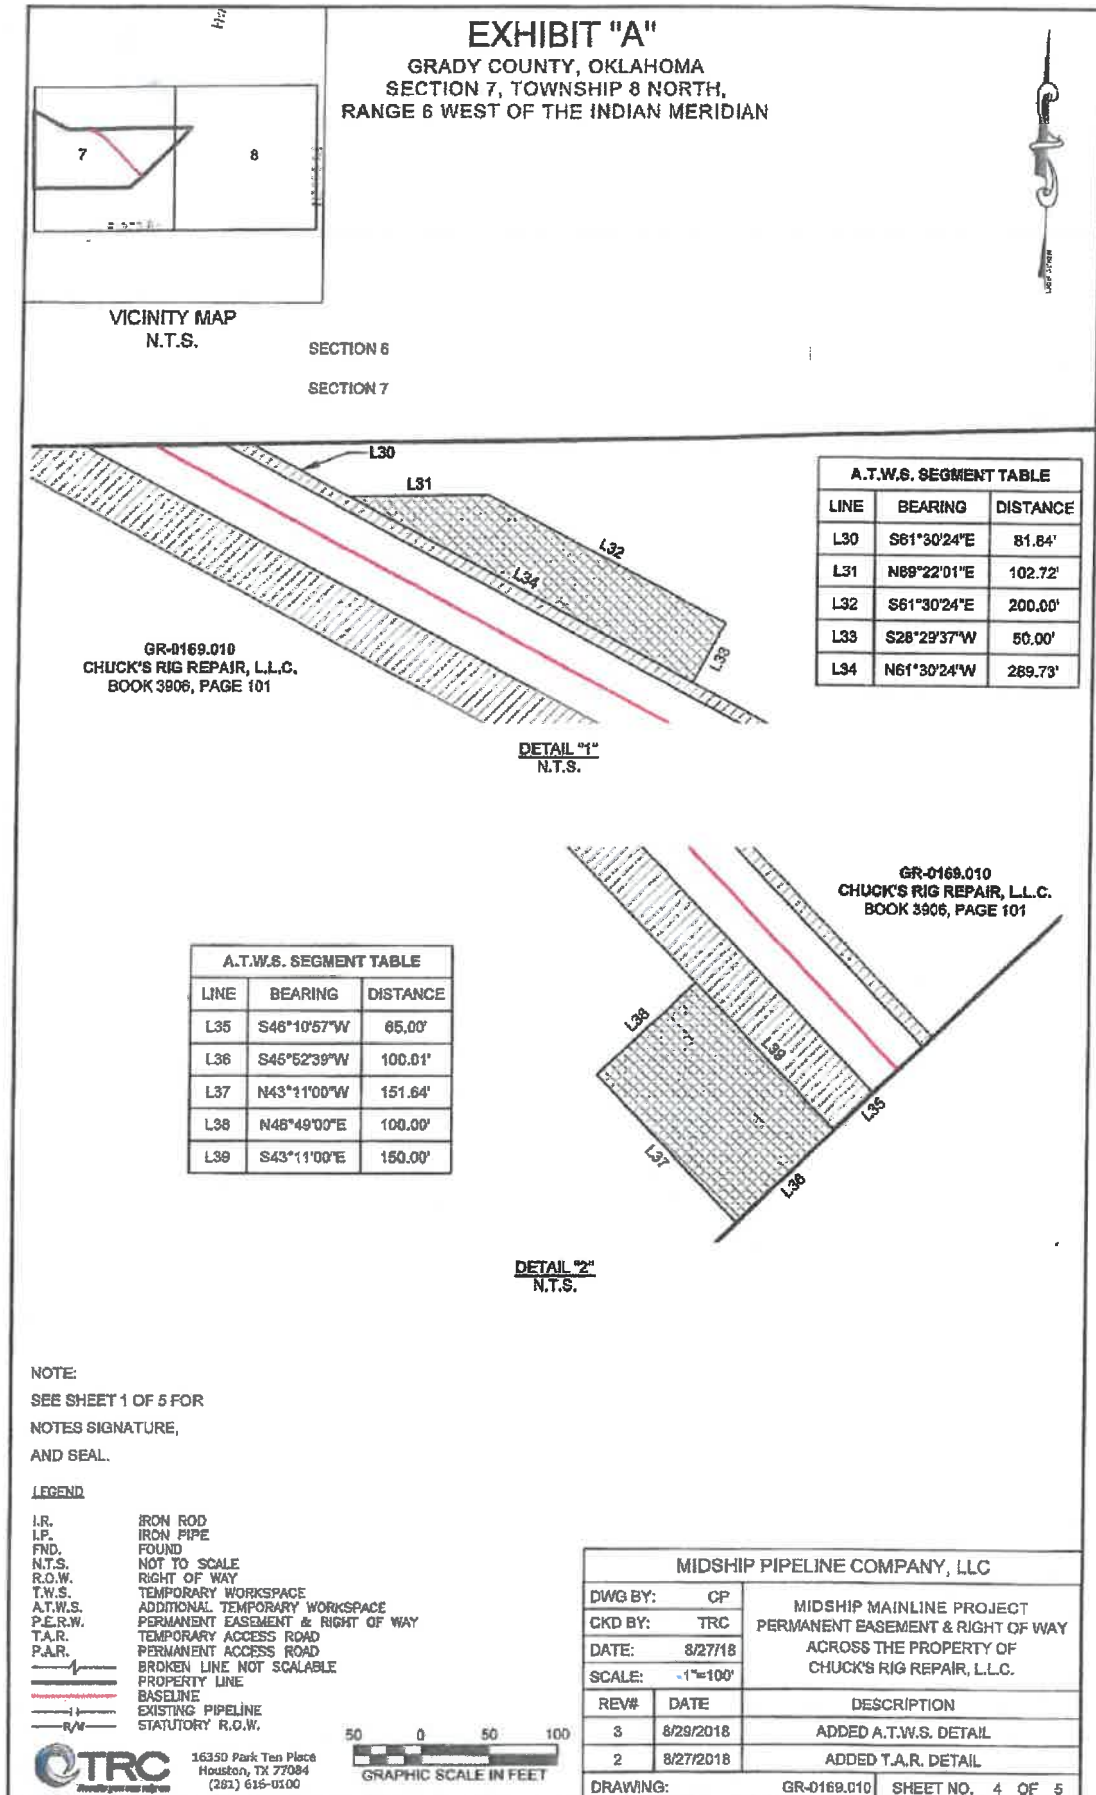 EXHIBIT "A"
GRADY COUNTY, OKLAHOMA
SECTION 7, TOWNSHIP 8 NORTH,
RANGE 6 WEST OF THE INDIAN MERIDIAN
7
8
VICINITY MAP
N.T.S.
SECTION 6
SECTION 7
L30
L31
L32
L34
L33
GR-0169.010
CHUCK'S RIG REPAIR, L.L.C.
BOOK 3906, PAGE 101
A.T.W.S. SEGMENT TABLE
LINE BEARING DISTANCE
L30 S61°30'24"E 81.64'
L31 N89°22'01"E 102.72'
L32 S61°30'24"E 200.00'
L33 S28°29'37"W 50.00'
L34 N61°30'24"W 289.73'
DETAIL "1"
N.T.S.
GR-0169.010
CHUCK'S RIG REPAIR, L.L.C.
BOOK 3906, PAGE 101
A.T.W.S. SEGMENT TABLE
LINE BEARING DISTANCE
L35 S46°10'57"W 65.00'
L36 S45°52'39"W 100.01'
L37 N43°11'00"W 151.64'
L38 N46°49'00"E 100.00'
L39 S43°11'00"E 150.00'
L38
L39
L35
L37
L36
DETAIL "2"
N.T.S.
NOTE:
SEE SHEET 1 OF 5 FOR
NOTES SIGNATURE,
AND SEAL.
LEGEND
I.R. IRON ROD
I.P. IRON PIPE
FND. FOUND
N.T.S. NOT TO SCALE
R.O.W. RIGHT OF WAY
T.W.S. TEMPORARY WORKSPACE
A.T.W.S. ADDITIONAL TEMPORARY WORKSPACE
P.E.R.W. PERMANENT EASEMENT & RIGHT OF WAY
T.A.R. TEMPORARY ACCESS ROAD
P.A.R. PERMANENT ACCESS ROAD
BROKEN LINE NOT SCALABLE
PROPERTY LINE
BASELINE
EXISTING PIPELINE
R/W STATUTORY R.O.W.
TRC
16350 Park Ten Place
Houston, TX 77084
(281) 616-0100
50 0 50 100
GRAPHIC SCALE IN FEET
MIDSHIP PIPELINE COMPANY, LLC
DWG BY: CP
CKD BY: TRC
DATE: 8/27/18
SCALE: 1"=100'
MIDSHIP MAINLINE PROJECT
PERMANENT EASEMENT & RIGHT OF WAY
ACROSS THE PROPERTY OF
CHUCK'S RIG REPAIR, L.L.C.
REV# DATE DESCRIPTION
3 8/29/2018 ADDED A.T.W.S. DETAIL
2 8/27/2018 ADDED T.A.R. DETAIL
DRAWING: GR-0169.010 SHEET NO. 4 OF 5